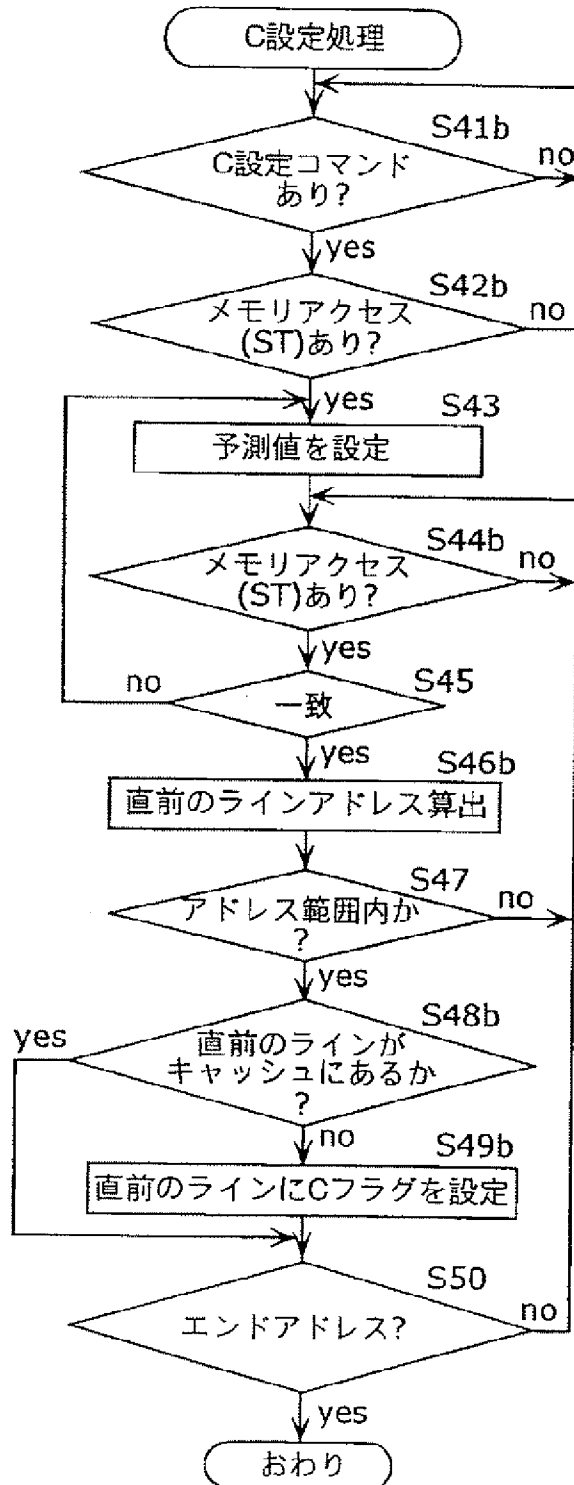 C設定処理
S41b
C設定コマンド
あり?
no
yes
S42b
メモリアクセス
(ST)あり?
no
yes
S43
予測値を設定
S44b
メモリアクセス
(ST)あり?
no
yes
S45
一致
no
yes
S46b
直前のラインアドレス算出
S47
アドレス範囲内か
?
no
yes
S48b
直前のラインが
キャッシュにあるか
?
yes
no
S49b
直前のラインにCフラグを設定
S50
エンドアドレス?
no
yes
おわり